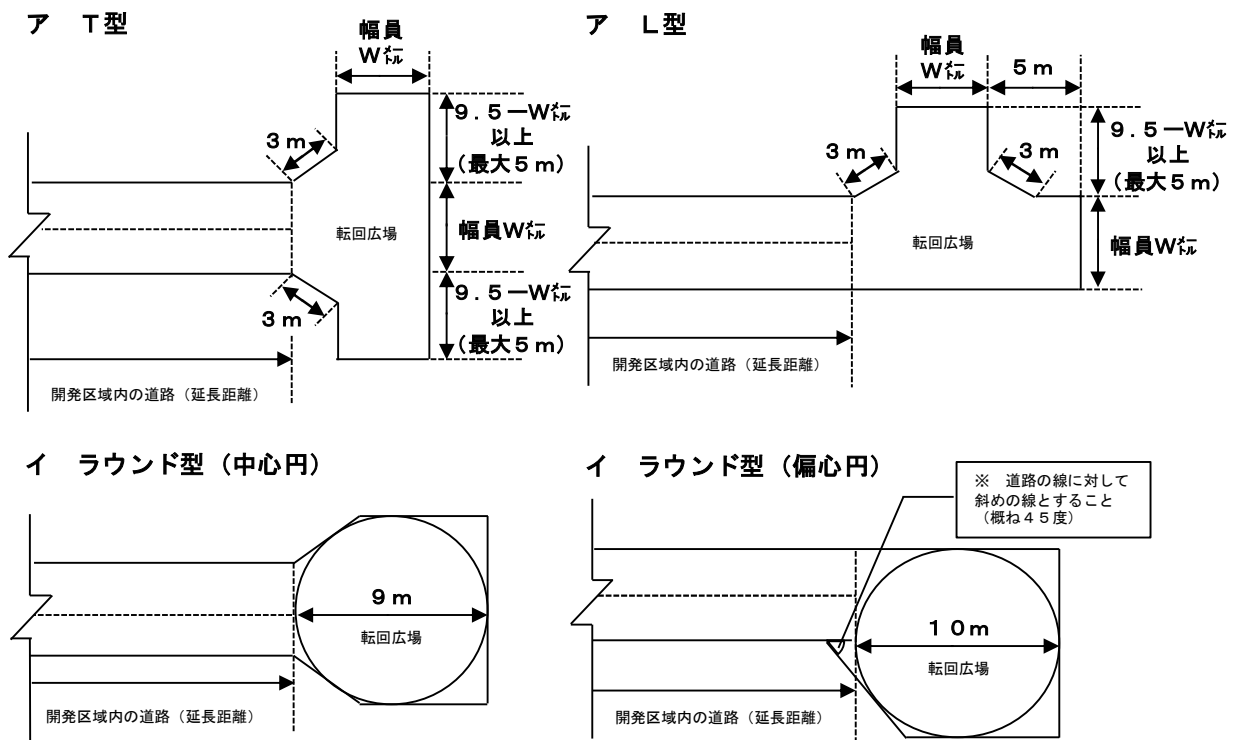 ア　Ｔ型
幅員
Ｗ㍍
３ｍ
９.５－Ｗ㍍
以上
（最大５ｍ）
転回広場
幅員Ｗ㍍
３ｍ
９.５－Ｗ㍍
以上
（最大５ｍ）
開発区域内の道路（延長距離）
ア　Ｌ型
幅員
Ｗ㍍
５ｍ
３ｍ
３ｍ
９.５－Ｗ㍍
以上
（最大５ｍ）
転回広場
幅員Ｗ㍍
開発区域内の道路（延長距離）
イ　ラウンド型（中心円）
９ｍ
転回広場
開発区域内の道路（延長距離）
イ　ラウンド型（偏心円）
※　道路の線に対して
斜めの線とすること
（概ね４５度）
１０ｍ
転回広場
開発区域内の道路（延長距離）